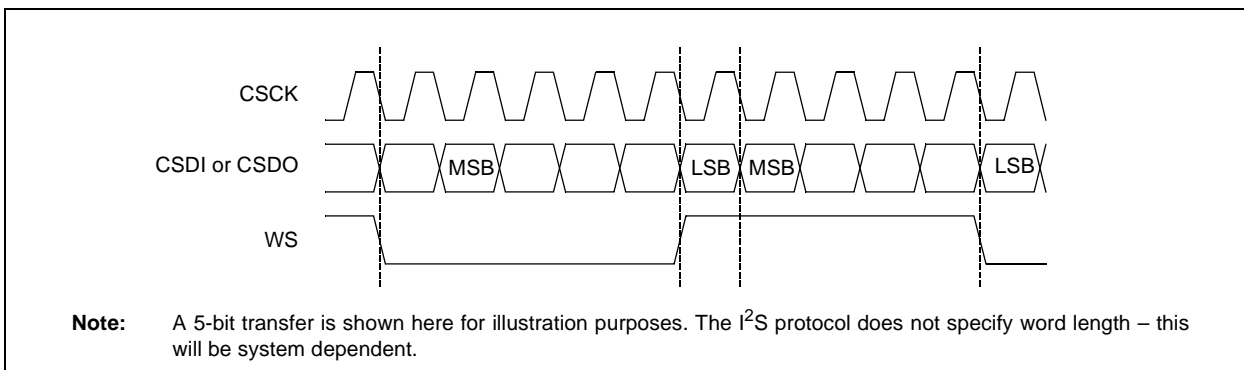 CSCK
CSDI or CSDO
MSB
LSB
MSB
LSB
WS
Note: A 5-bit transfer is shown here for illustration purposes. The I²S protocol does not specify word length – this
will be system dependent.